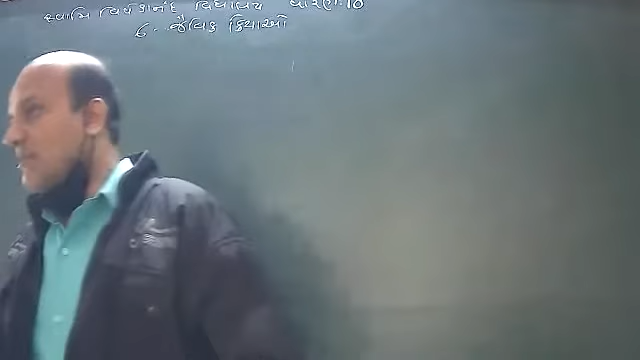 સ્વામિ વિવેકાનંદ વિદ્યાલય ધોરણ:10
6. જૈવિક ક્રિયાઓ